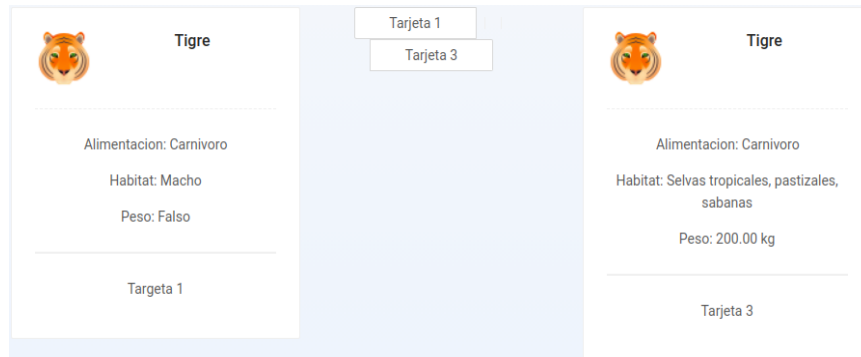 Tigre
Alimentacion: Carnivoro
Habitat: Macho
Peso: Falso
Targeta 1
Tarjeta 1
Tarjeta 3
Tigre
Alimentacion: Carnivoro
Habitat: Selvas tropicales, pastizales,
sabanas
Peso: 200.00 kg
Tarjeta 3